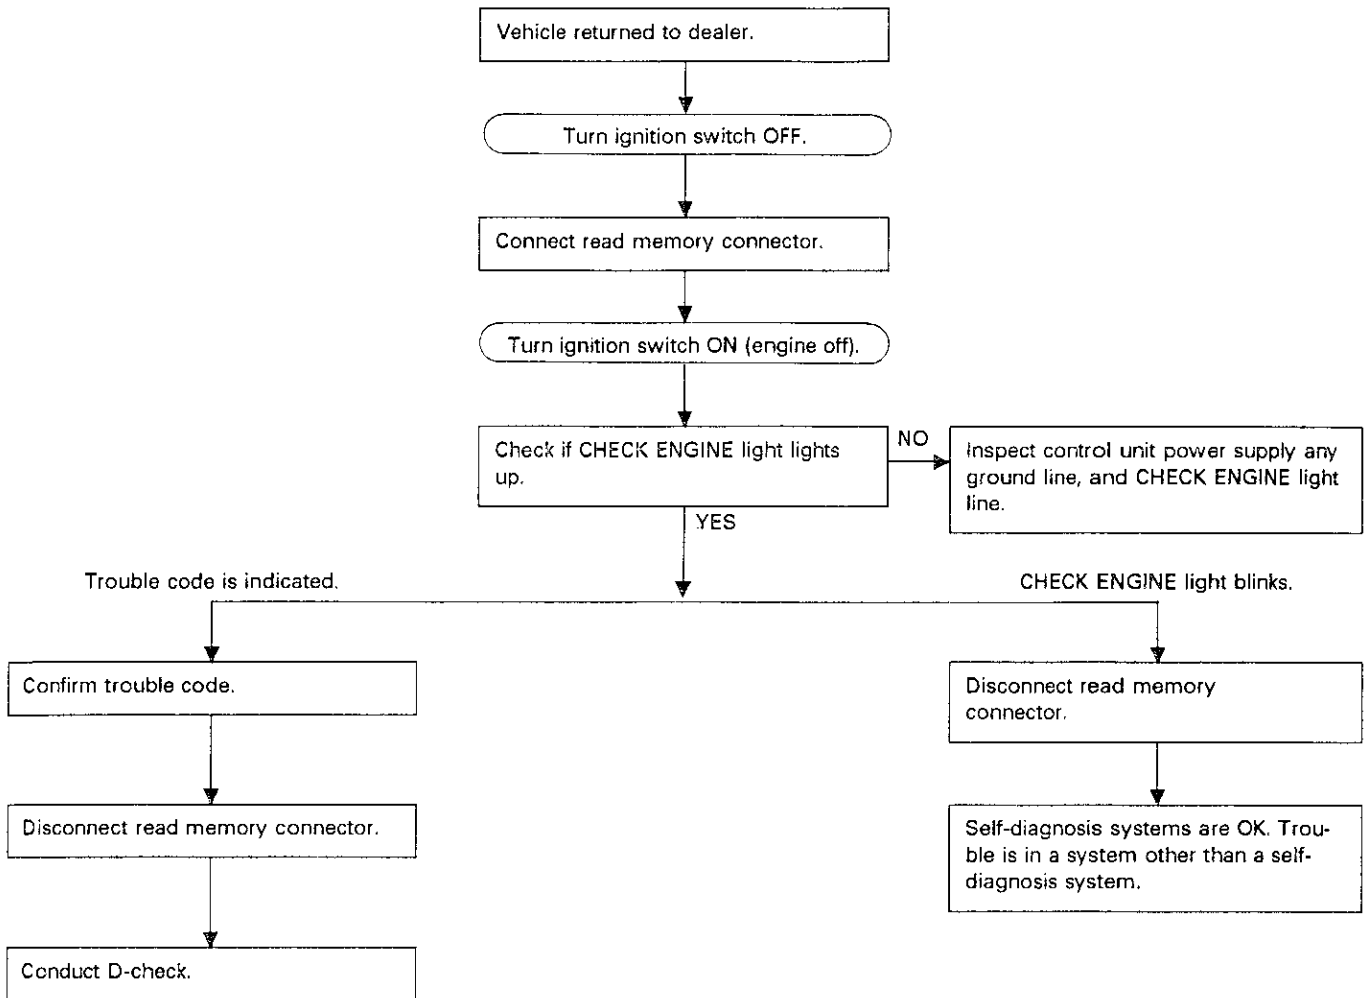 Vehicle returned to dealer.
Turn ignition switch OFF.
Connect read memory connector.
Turn ignition switch ON (engine off).
Check if CHECK ENGINE light lights
up.
NO
Inspect control unit power supply any
ground line, and CHECK ENGINE light
line.
YES
Trouble code is indicated.
CHECK ENGINE light blinks.
Confirm trouble code.
Disconnect read memory
connector.
Disconnect read memory connector.
Self-diagnosis systems are OK. Trou-
ble is in a system other than a self-
diagnosis system.
Conduct D-check.